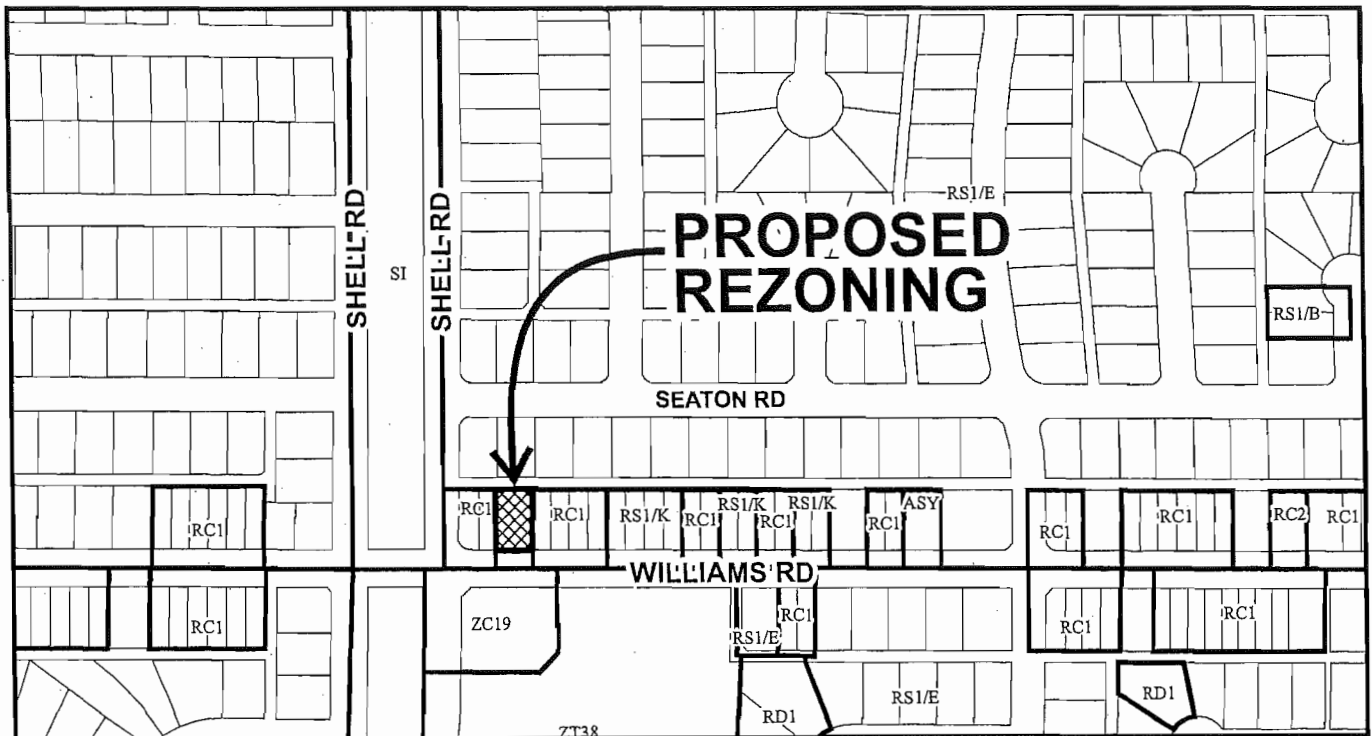 RS1/E
SHELL RD
SI
SHELL RD
PROPOSED
REZONING
RS1/B
SEATON RD
RC1
RC1
RC1
RS1/K
RC1
RS1/K
RC1
RS1/K
RC1
ASY
RC1
RC1
RC2
RC1
WILLIAMS RD
RC1
ZC19
RS1/E
RC1
RC1
RC1
RS1/E
RD1
RD1
ZT38